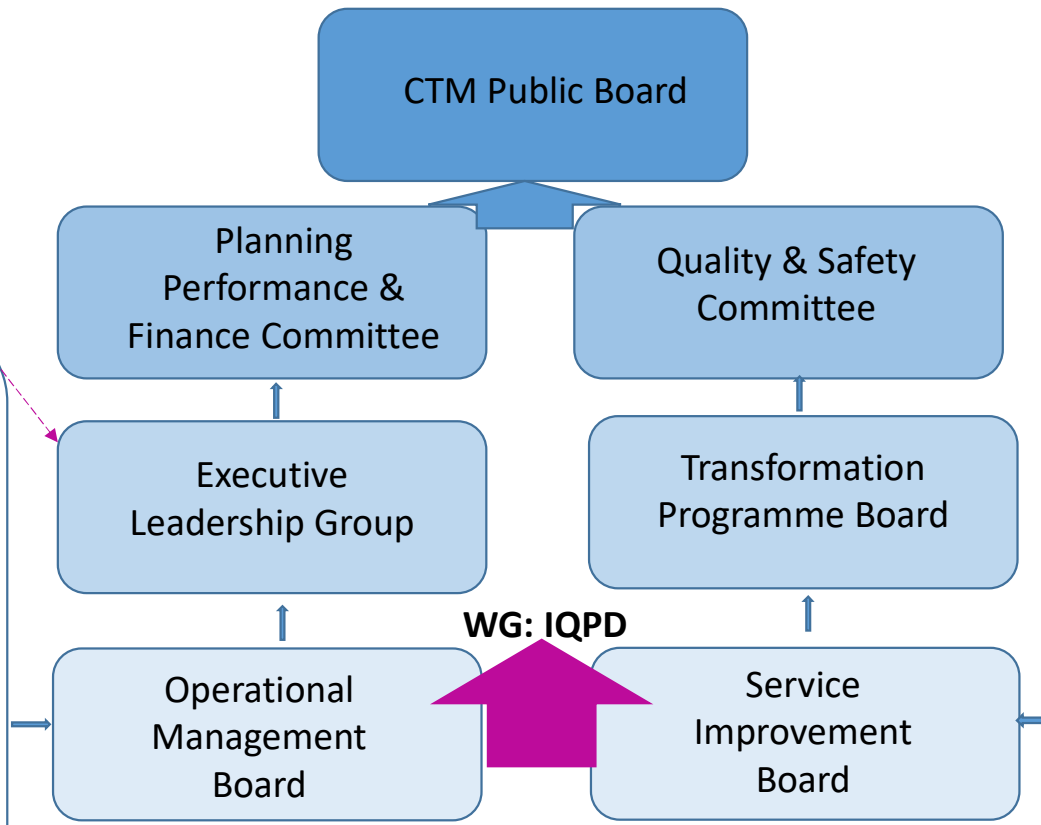 CTM Public Board
Planning
Performance &
Finance Committee
Quality & Safety
Committee
Executive
Leadership Group
Transformation
Programme Board
WG: IQPD
Operational
Management
Board
Service
Improvement
Board